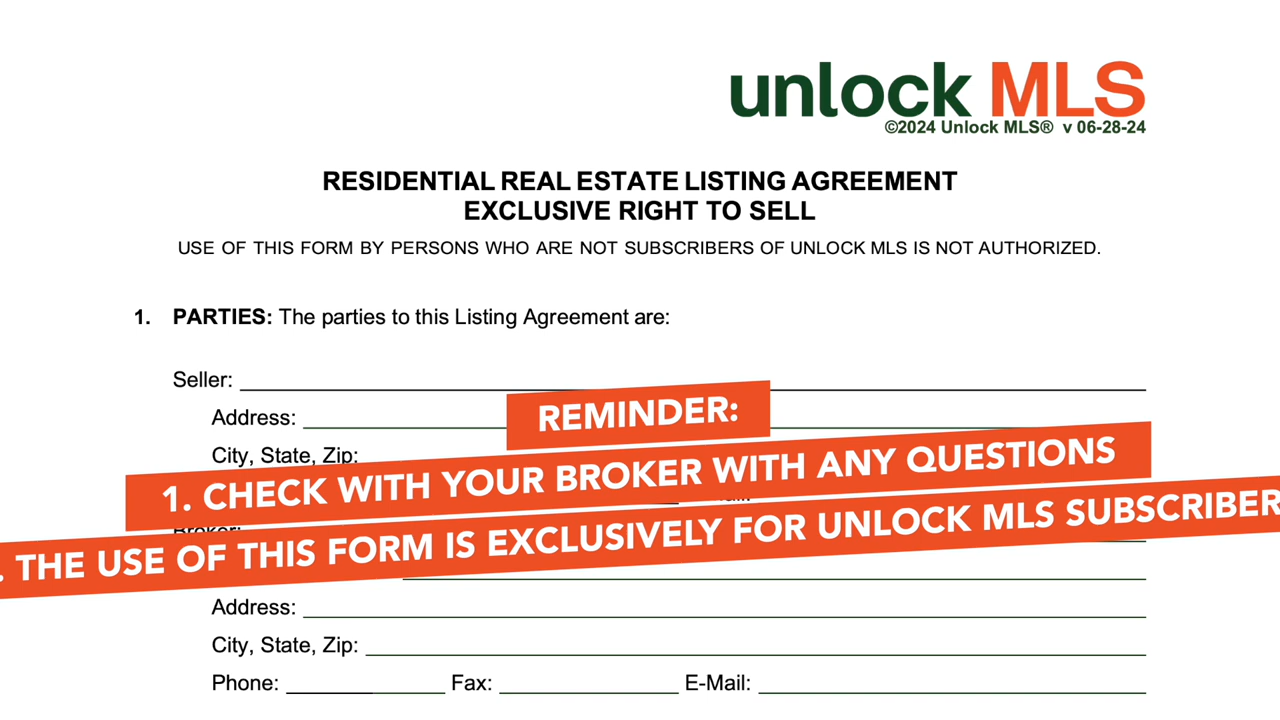 unlock MLS
©2024 Unlock MLS® v 06-28-24
RESIDENTIAL REAL ESTATE LISTING AGREEMENT
EXCLUSIVE RIGHT TO SELL
USE OF THIS FORM BY PERSONS WHO ARE NOT SUBSCRIBERS OF UNLOCK MLS IS NOT AUTHORIZED.
1. PARTIES: The parties to this Listing Agreement are:
Seller:
Address:
REMINDER:
City, State, Zip:
1. CHECK WITH YOUR BROKER WITH ANY QUESTIONS
Broker:
. THE USE OF THIS FORM IS EXCLUSIVELY FOR UNLOCK MLS SUBSCRIBER
Address:
City, State, Zip:
Phone: Fax: E-Mail: